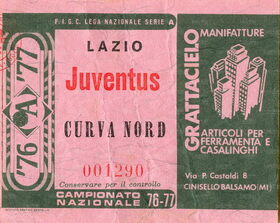 F.I.G.C. LEGA NAZIONALE SERIE A
'76 A '77
LAZIO
Juventus
CURVA NORD
001290
Conservare per il controllo
CAMPIONATO
NAZIONALE 76-77
GRATTACIELO
MANIFATTURE
ARTICOLI PER
FERRAMENTA E
CASALINGHI
Via P. Castaldi 8
CINISELLO BALSAMO (MI)